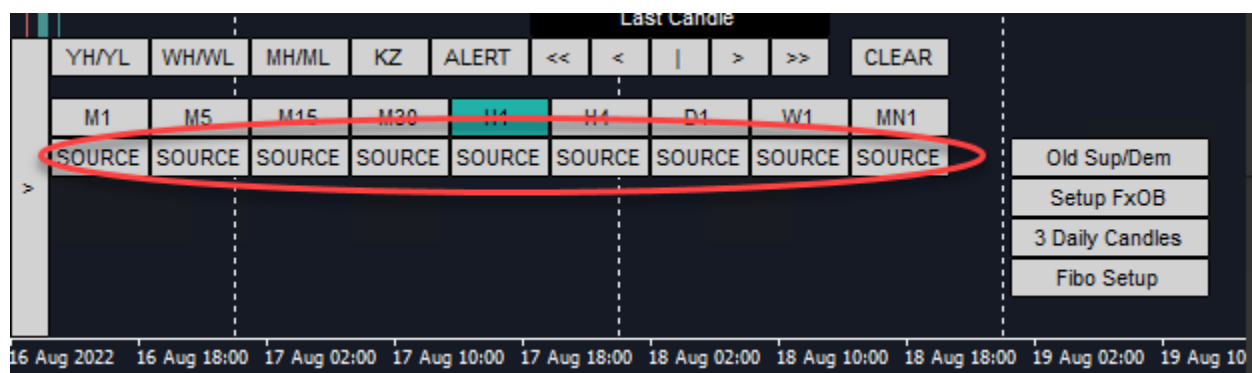 Last Candle
YH/YL WH/WL MH/ML KZ ALERT << < | > >> CLEAR
M1 M5 M15 M30 H1 H4 D1 W1 MN1
SOURCE SOURCE SOURCE SOURCE SOURCE SOURCE SOURCE SOURCE SOURCE Old Sup/Dem
>
Setup FxOB
3 Daily Candles
Fibo Setup
16 Aug 2022 16 Aug 18:00 17 Aug 02:00 17 Aug 10:00 17 Aug 18:00 18 Aug 02:00 18 Aug 10:00 18 Aug 18:00 19 Aug 02:00 19 Aug 10